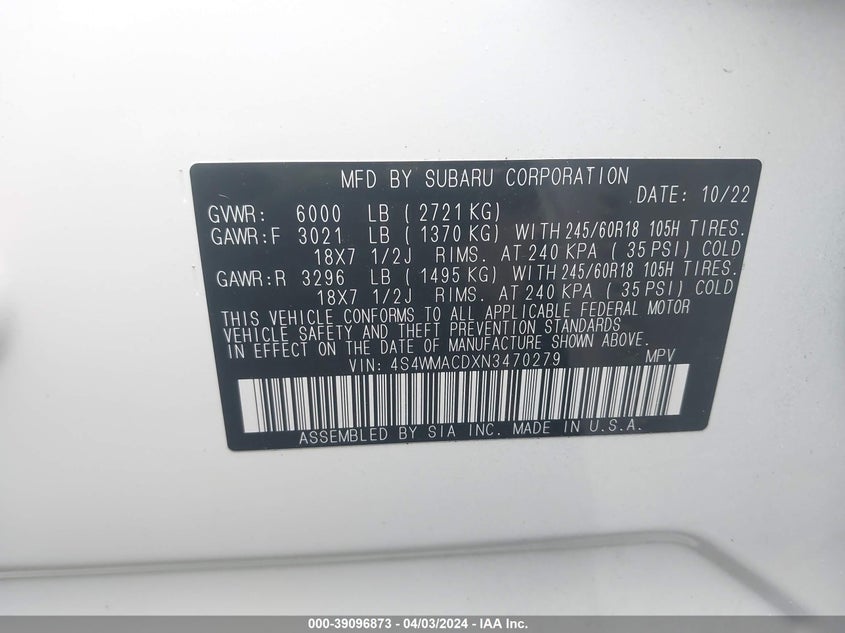 MFD BY SUBARU CORPORATION
DATE: 10/22
GVWR: 6000 LB ( 2721 KG)
GAWR:F 3021 LB ( 1370 KG) WITH 245/60R18 105H TIRES.
18X7 1/2J RIMS. AT 240 KPA ( 35 PSI) COLD
GAWR:R 3296 LB ( 1495 KG) WITH 245/60R18 105H TIRES.
18X7 1/2J RIMS. AT 240 KPA ( 35 PSI) COLD
THIS VEHICLE CONFORMS TO ALL APPLICABLE FEDERAL MOTOR
VEHICLE SAFETY AND THEFT PREVENTION STANDARDS
IN EFFECT ON THE DATE OF MANUFACTURE SHOWN ABOVE.
VIN: 4S4WMACDXN3470279 MPV
ASSEMBLED BY SIA INC. MADE IN U.S.A.
000-39096873 - 04/03/2024 - IAA Inc.